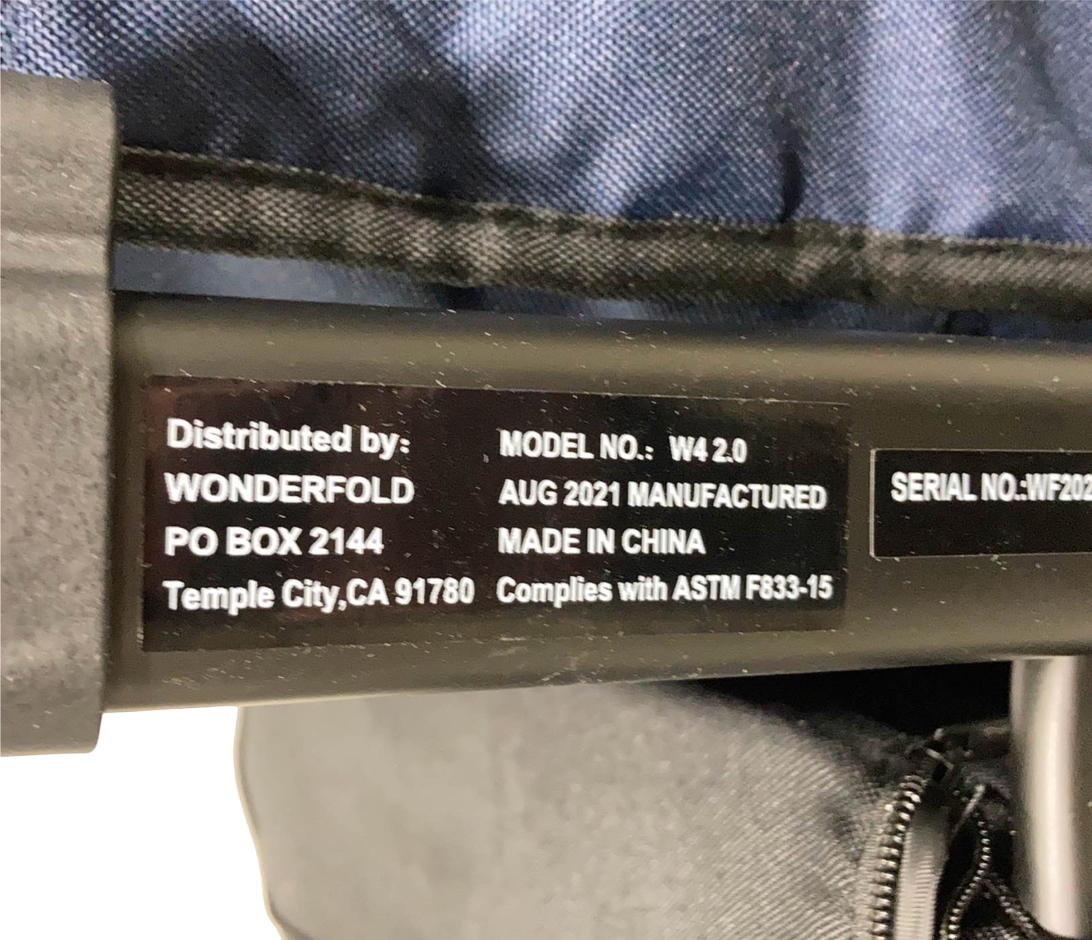 Distributed by:
WONDERFOLD
PO BOX 2144
Temple City,CA 91780
MODEL NO.: W4 2.0
AUG 2021 MANUFACTURED
MADE IN CHINA
Complies with ASTM F833-15
SERIAL NO.:WF202